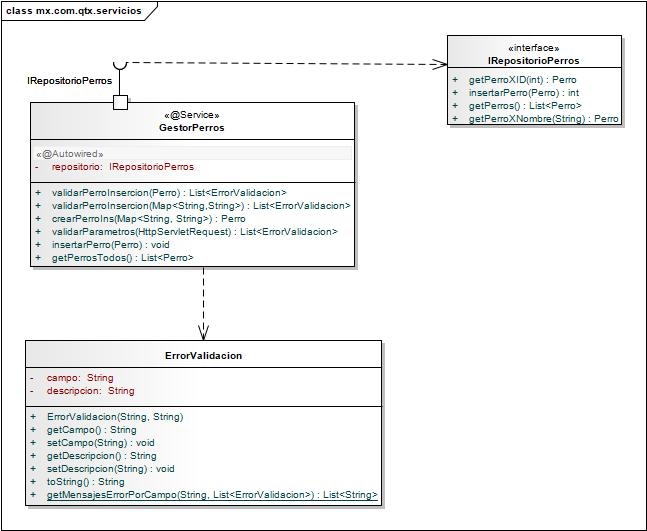 class mx.com.qtx.servicios
IRepositorioPerros
«interface»
IRepositorioPerros
+ getPerroXID(int) : Perro
+ insertarPerro(Perro) : int
+ getPerros() : List<Perro>
+ getPerroXNombre(String) : Perro
«@Service»
GestorPerros
«@Autowired»
- repositorio: IRepositorioPerros
+ validarPerroInsercion(Perro) : List<ErrorValidacion>
+ validarPerroInsercion(Map<String,String>) : List<ErrorValidacion>
+ crearPerroIns(Map<String, String>) : Perro
+ validarParametros(HttpServletRequest) : List<ErrorValidacion>
+ insertarPerro(Perro) : void
+ getPerrosTodos() : List<Perro>
ErrorValidacion
- campo: String
- descripcion: String
+ ErrorValidacion(String, String)
+ getCampo() : String
+ setCampo(String) : void
+ getDescripcion() : String
+ setDescripcion(String) : void
+ toString() : String
+ getMensajesErrorPorCampo(String, List<ErrorValidacion>) : List<String>